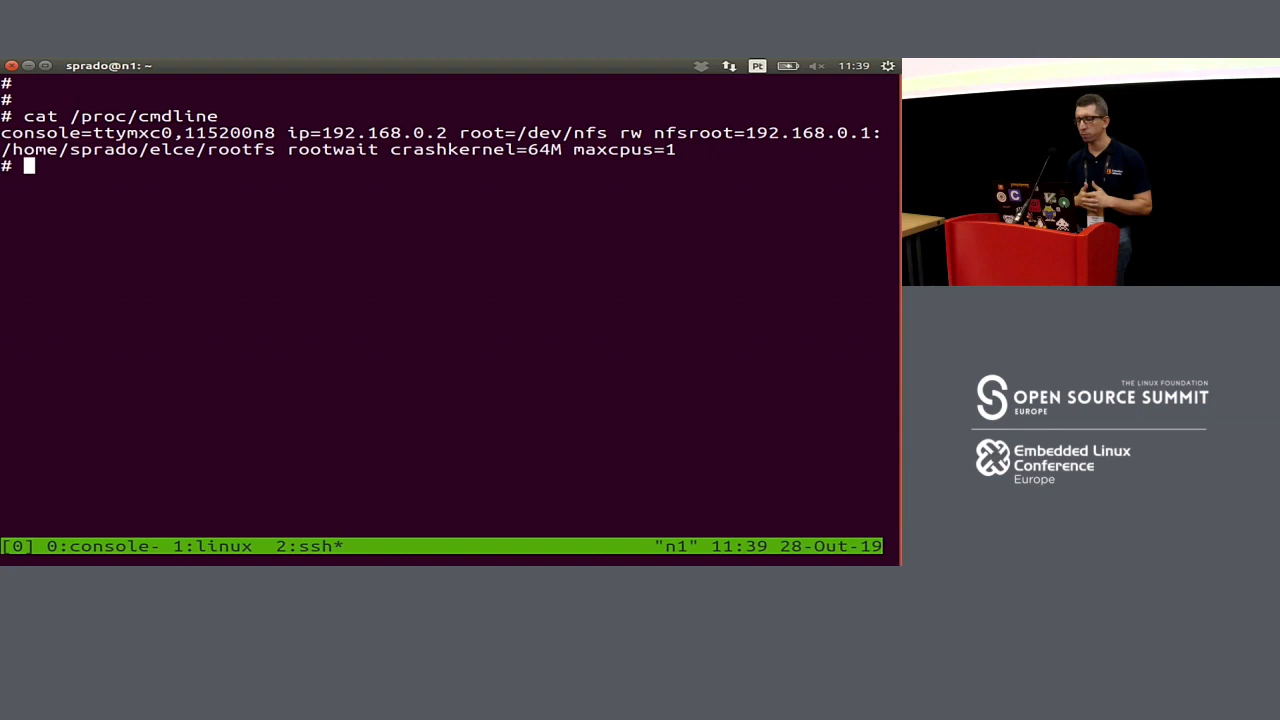 sprado@n1: ~
Pt
11:39
#
#
# cat /proc/cmdline
console=ttymxc0,115200n8 ip=192.168.0.2 root=/dev/nfs rw nfsroot=192.168.0.1:
/home/sprado/elce/rootfs rootwait crashkernel=64M maxcpus=1
#
[0] 0:console- 1:linux  2:ssh* "n1" 11:39 28-Oct-19
THE LINUX FOUNDATION
OPEN SOURCE SUMMIT
EUROPE
Embedded Linux
Conference
Europe